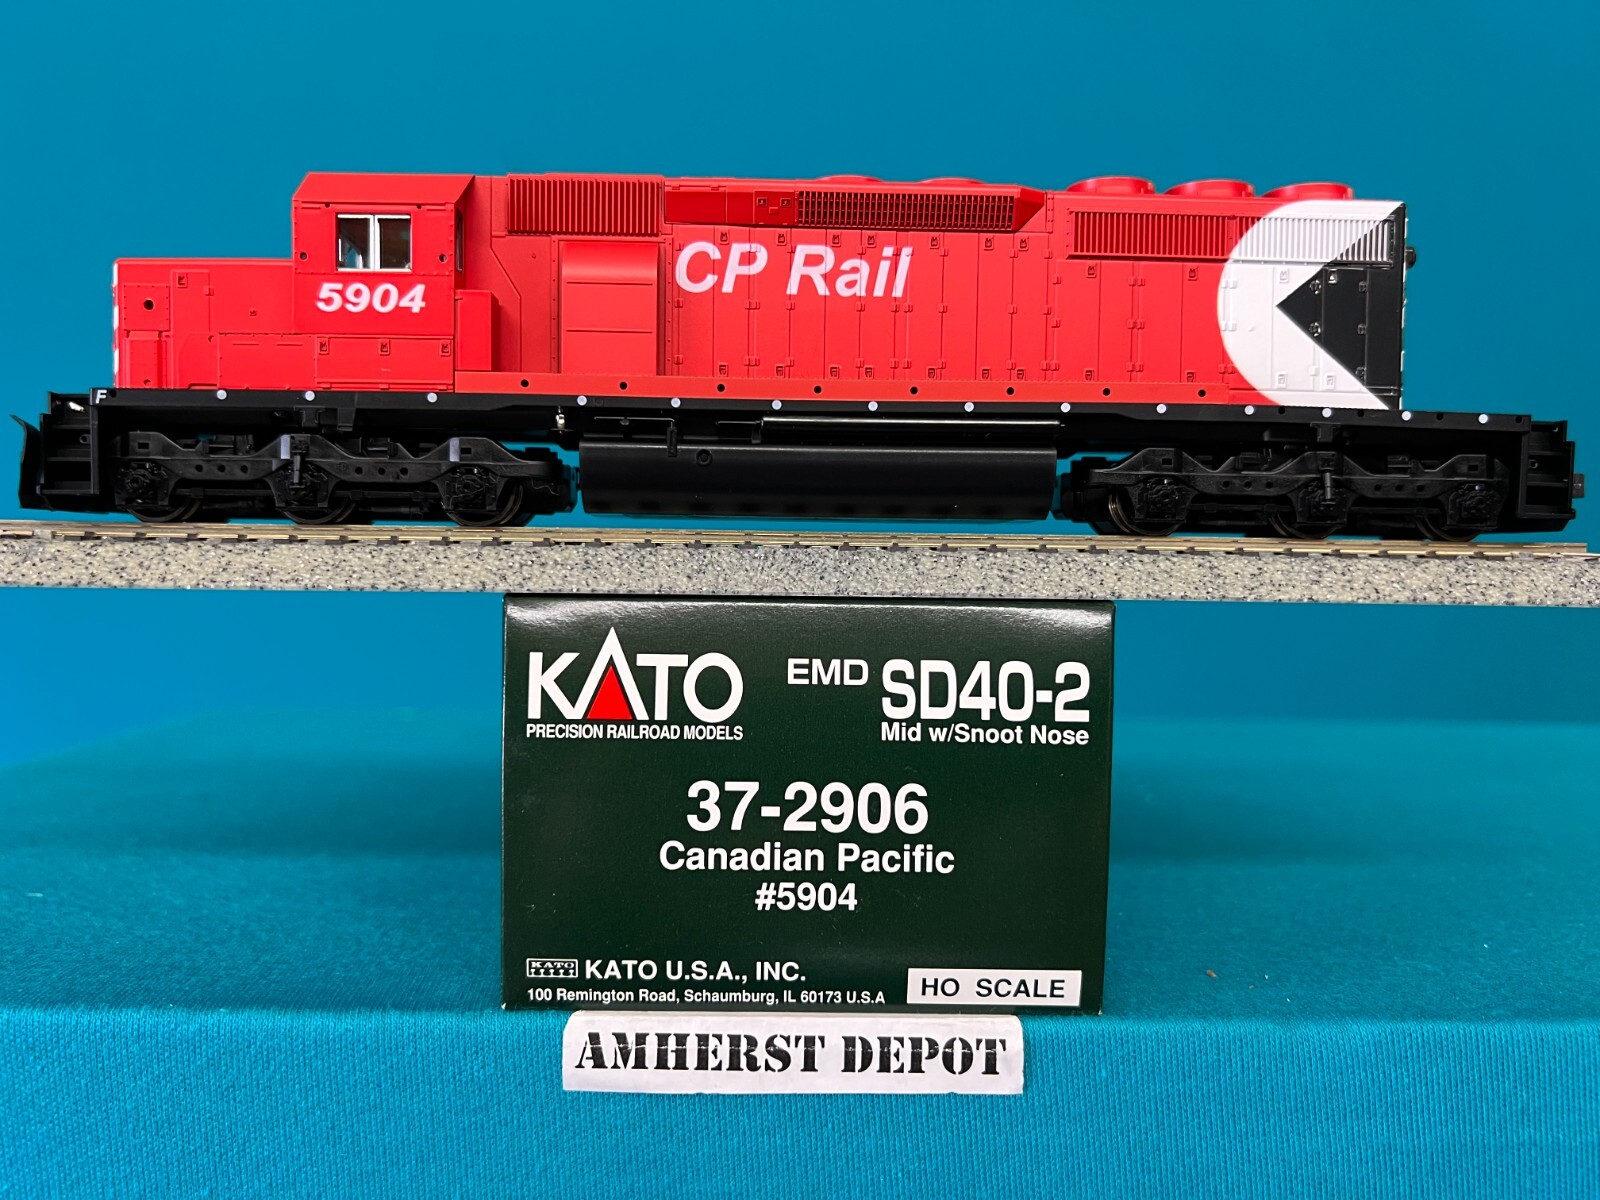 5904
CP Rail
F
KATO
PRECISION RAILROAD MODELS
EMD SD40-2
Mid w/Snoot Nose
37-2906
Canadian Pacific
#5904
KATO KATO U.S.A., INC.
100 Remington Road, Schaumburg, IL 60173 U.S.A
HO SCALE
AMHERST DEPOT